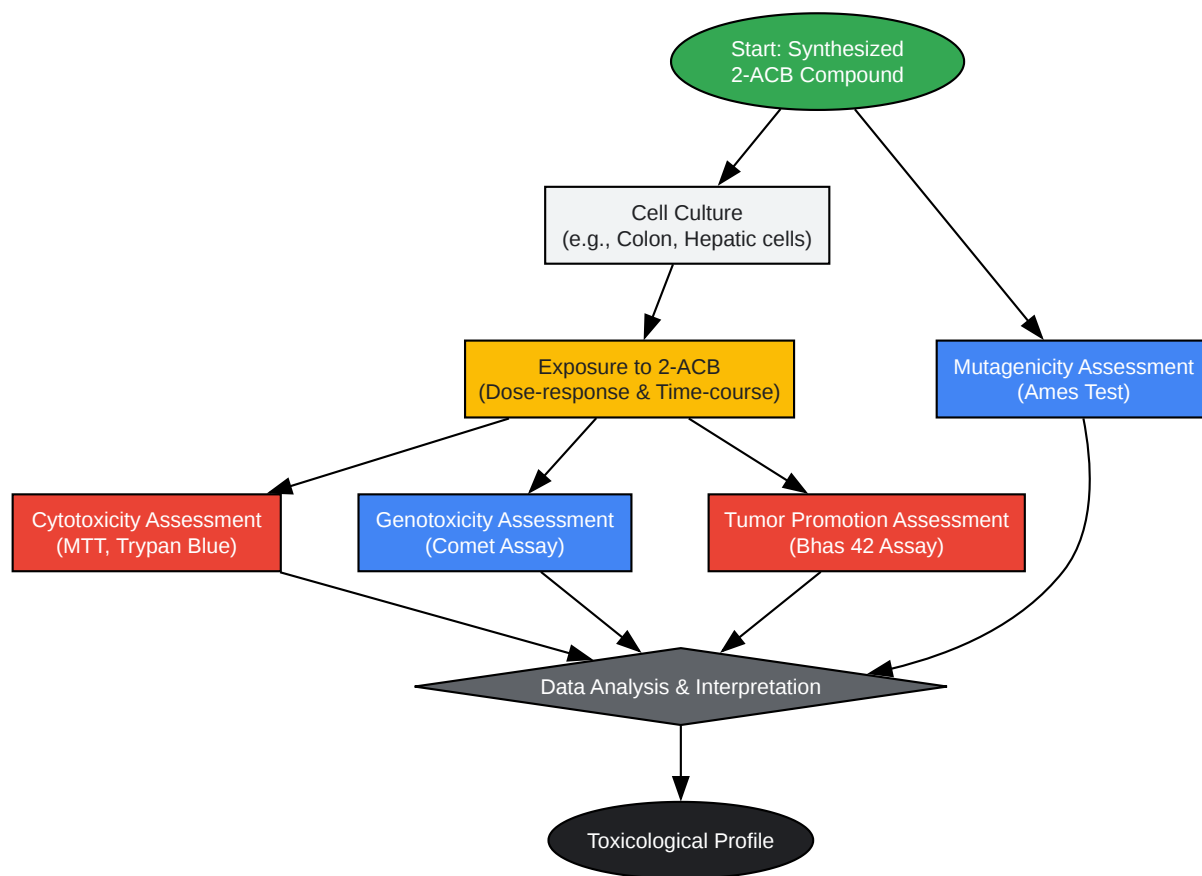 Start: Synthesized
2-ACB Compound
Cell Culture
(e.g., Colon, Hepatic cells)
Exposure to 2-ACB
(Dose-response & Time-course)
Mutagenicity Assessment
(Ames Test)
Cytotoxicity Assessment
(MTT, Trypan Blue)
Genotoxicity Assessment
(Comet Assay)
Tumor Promotion Assessment
(Bhas 42 Assay)
Data Analysis & Interpretation
Toxicological Profile